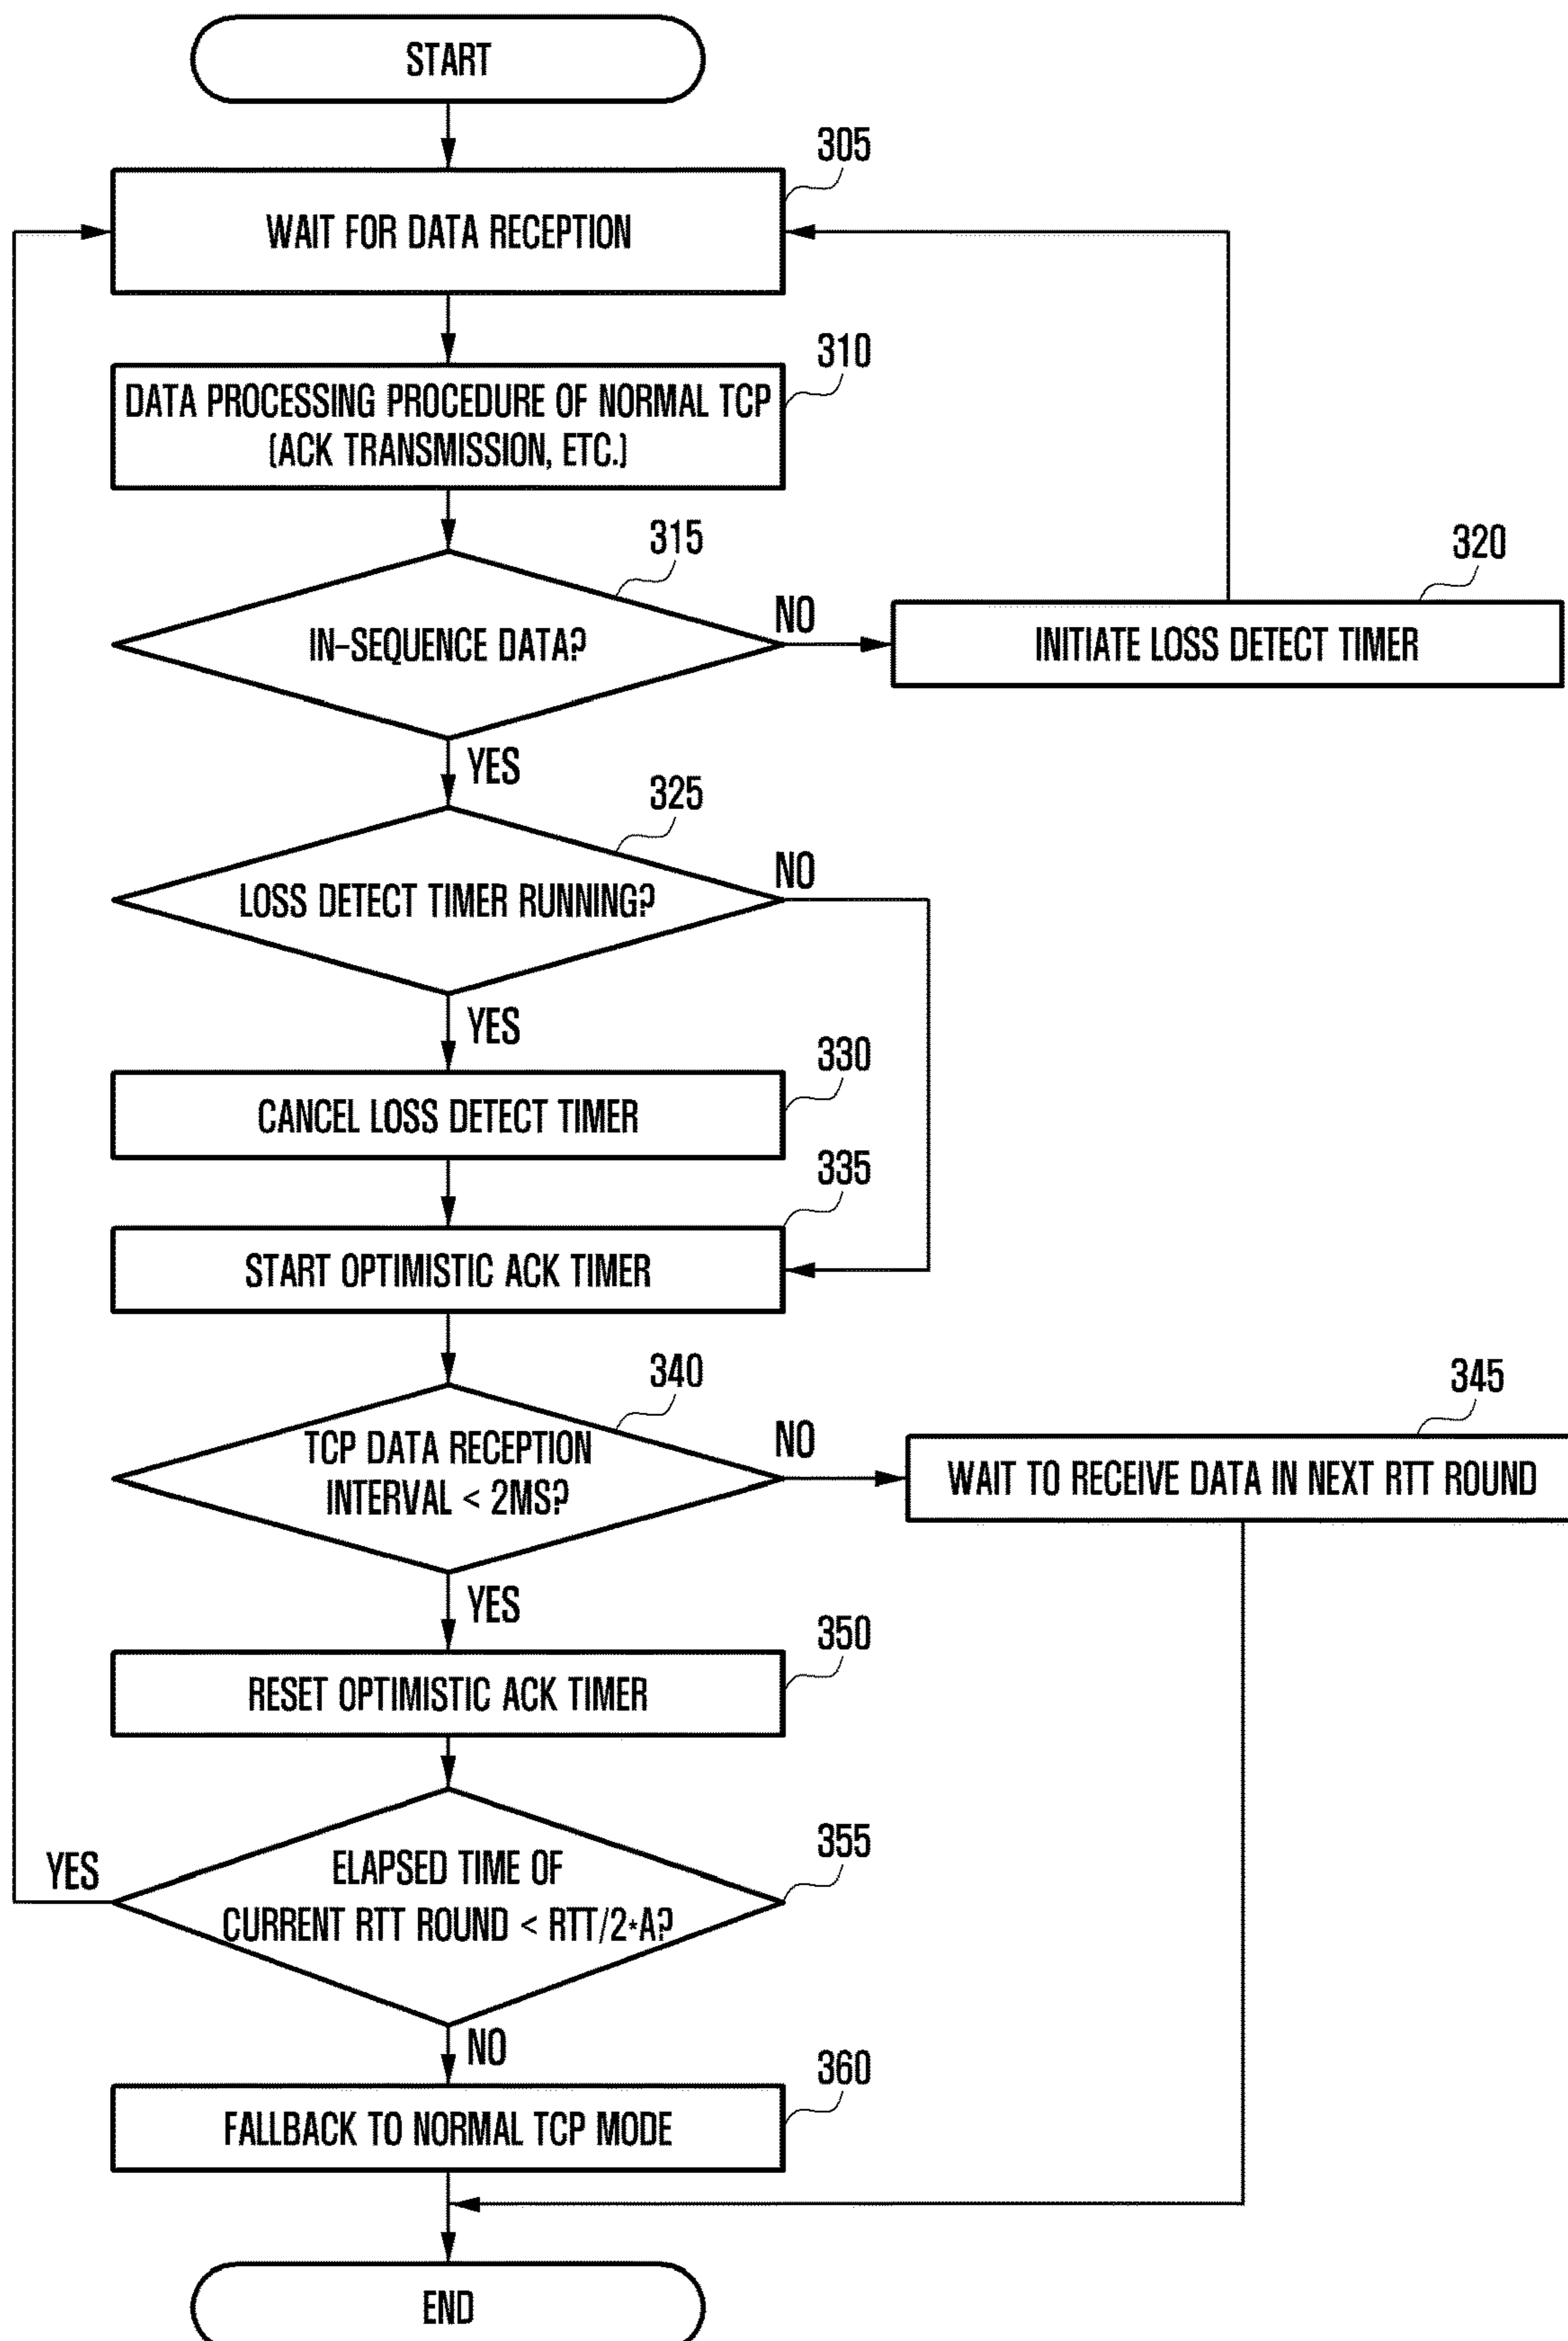 START
305
WAIT FOR DATA RECEPTION
310
DATA PROCESSING PROCEDURE OF NORMAL TCP
(ACK TRANSMISSION, ETC.)
315
IN-SEQUENCE DATA?
NO
320
INITIATE LOSS DETECT TIMER
YES
325
LOSS DETECT TIMER RUNNING?
NO
YES
330
CANCEL LOSS DETECT TIMER
335
START OPTIMISTIC ACK TIMER
340
TCP DATA RECEPTION
INTERVAL < 2MS?
NO
345
WAIT TO RECEIVE DATA IN NEXT RTT ROUND
YES
350
RESET OPTIMISTIC ACK TIMER
355
ELAPSED TIME OF
CURRENT RTT ROUND < RTT/2*A?
YES
NO
360
FALLBACK TO NORMAL TCP MODE
END